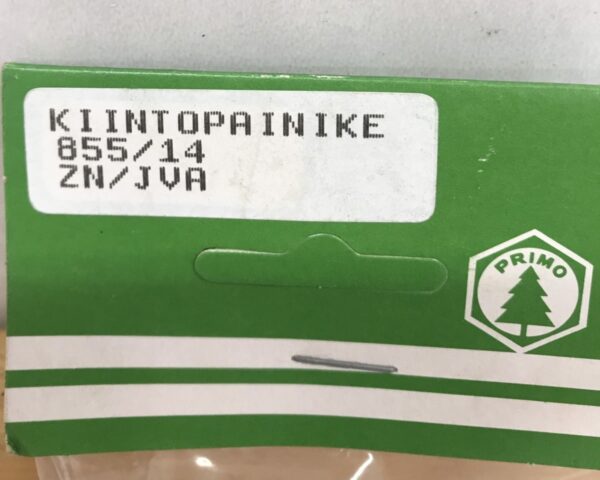 KIINTOPAINIKE
855/14
ZN/JVA
PRIMO